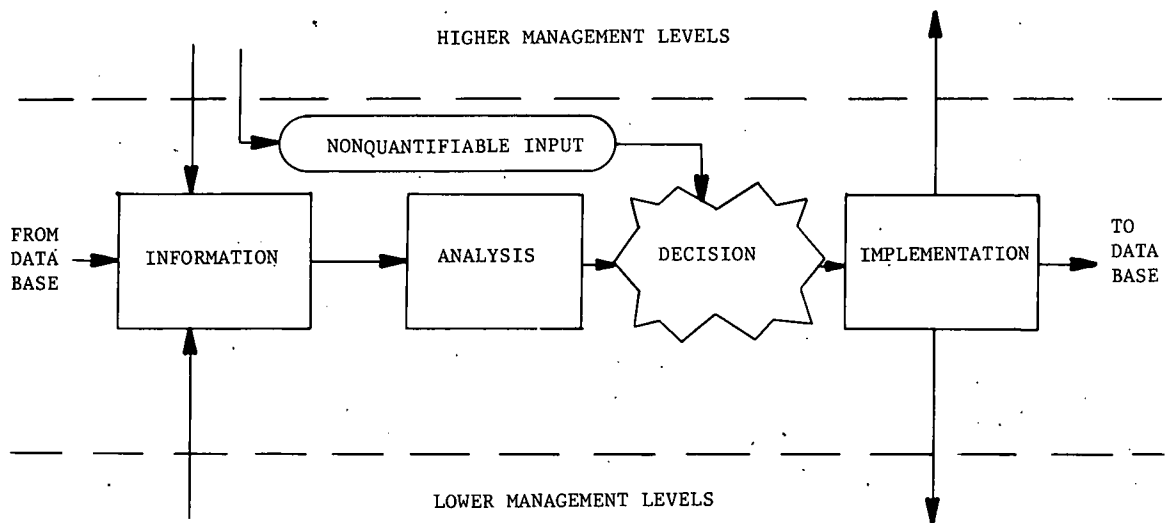 HIGHER MANAGEMENT LEVELS
NONQUANTIFIABLE INPUT
FROM
DATA
BASE
INFORMATION
ANALYSIS
DECISION
IMPLEMENTATION
TO
DATA
BASE
LOWER MANAGEMENT LEVELS